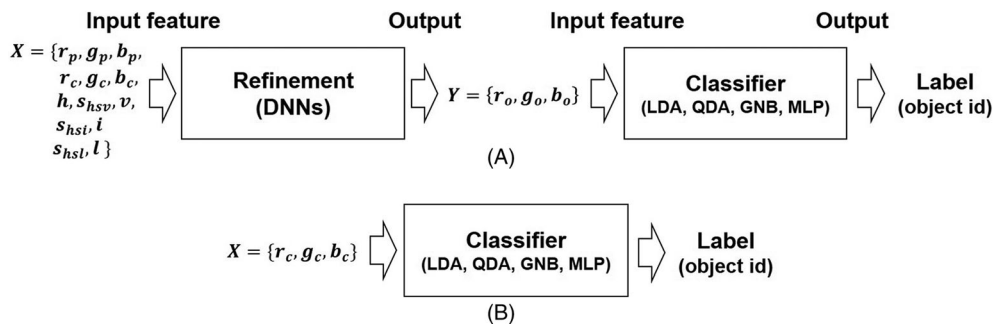 Input feature
Output
Input feature
Output
X = {r_p, g_p, b_p,
r_c, g_c, b_c,
h, s_hsv, v,
s_hsi, i
s_hsl, l}
Refinement
(DNNs)
Y = {r_o, g_o, b_o}
Classifier
(LDA, QDA, GNB, MLP)
Label
(object id)
(A)
X = {r_c, g_c, b_c}
Classifier
(LDA, QDA, GNB, MLP)
Label
(object id)
(B)